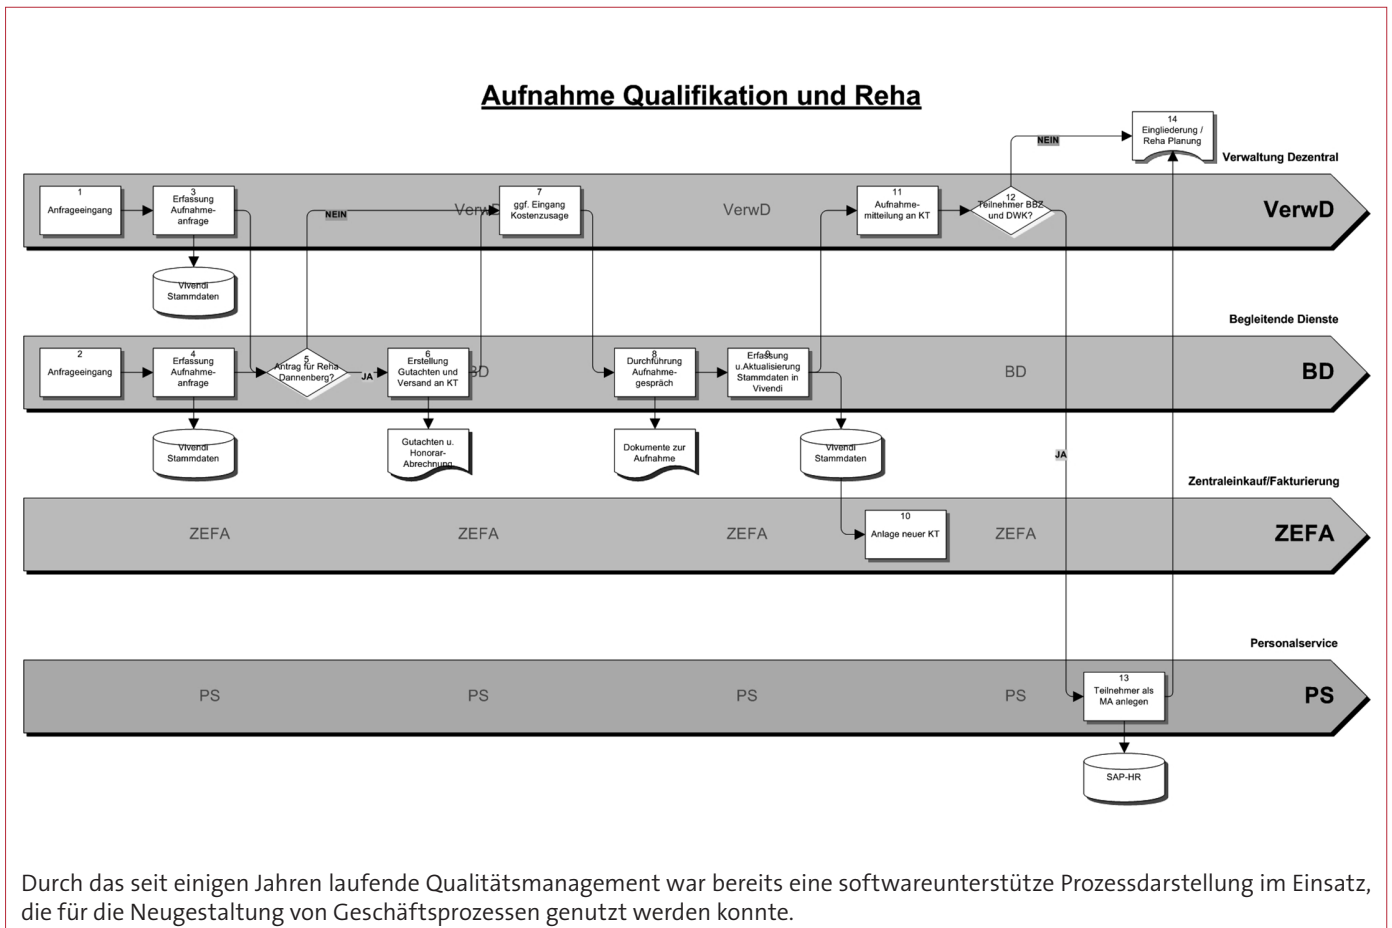 Aufnahme Qualifikation und Reha
14
Eingliederung /
Reha Planung
NEIN
Verwaltung Dezentral
1
Anfrageeingang
3
Erfassung
Aufnahme-
anfrage
NEIN
VerwD
7
ggf. Eingang
Kostenzusage
VerwD
11
Aufnahme-
mitteilung an KT
12
Teilnehmer BBZ
und DWK?
VerwD
Vivendi
Stammdaten
Begleitende Dienste
2
Anfrageeingang
4
Erfassung
Aufnahme-
anfrage
5
Antrag für Reha
Dannenberg?
JA
6
Erstellung
Gutachten und
Versand an KT
BD
8
Durchführung
Aufnahme-
gespräch
9
Erfassung
u.Aktualisierung
Stammdaten in
Vivendi
BD
BD
Vivendi
Stammdaten
Gutachten u.
Honorar-
Abrechnung
Dokumente zur
Aufnahme
Vivendi
Stammdaten
JA
Zentraleinkauf/Fakturierung
ZEFA
ZEFA
ZEFA
10
Anlage neuer KT
ZEFA
ZEFA
Personalservice
PS
PS
PS
PS
13
Teilnehmer als
MA anlegen
PS
SAP-HR
Durch das seit einigen Jahren laufende Qualitätsmanagement war bereits eine softwareunterstütze Prozessdarstellung im Einsatz,
die für die Neugestaltung von Geschäftsprozessen genutzt werden konnte.